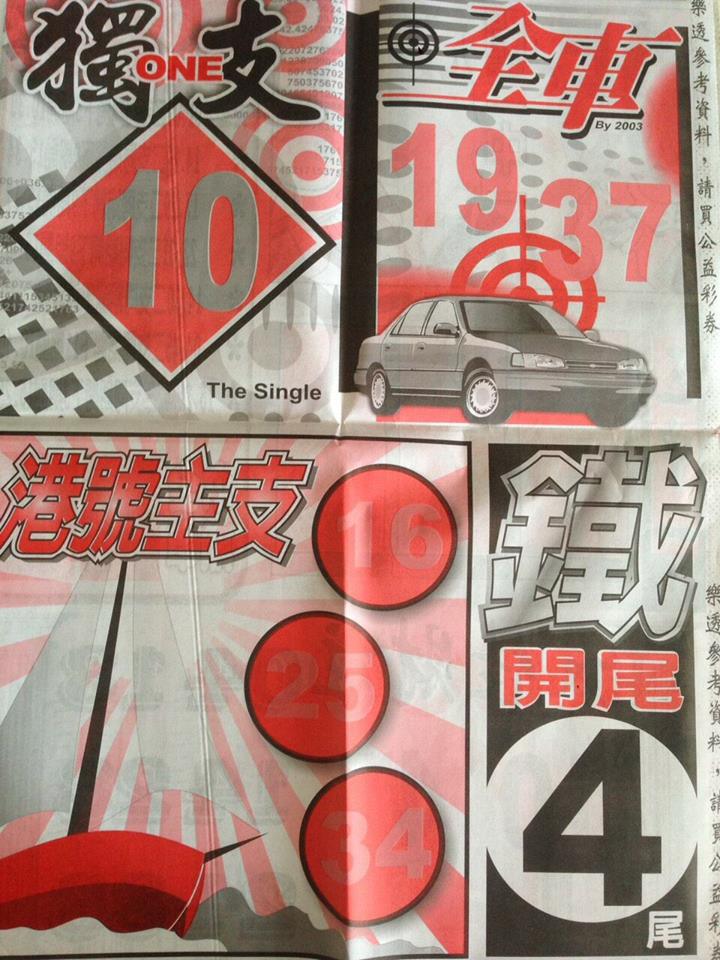 獨ONE支
10
The Single
全車
By 2003
19
37
樂透參考資料，請買公益彩券
港號主支
16
25
34
鐵
開尾
4
尾
樂透參考資料，請買公益彩券